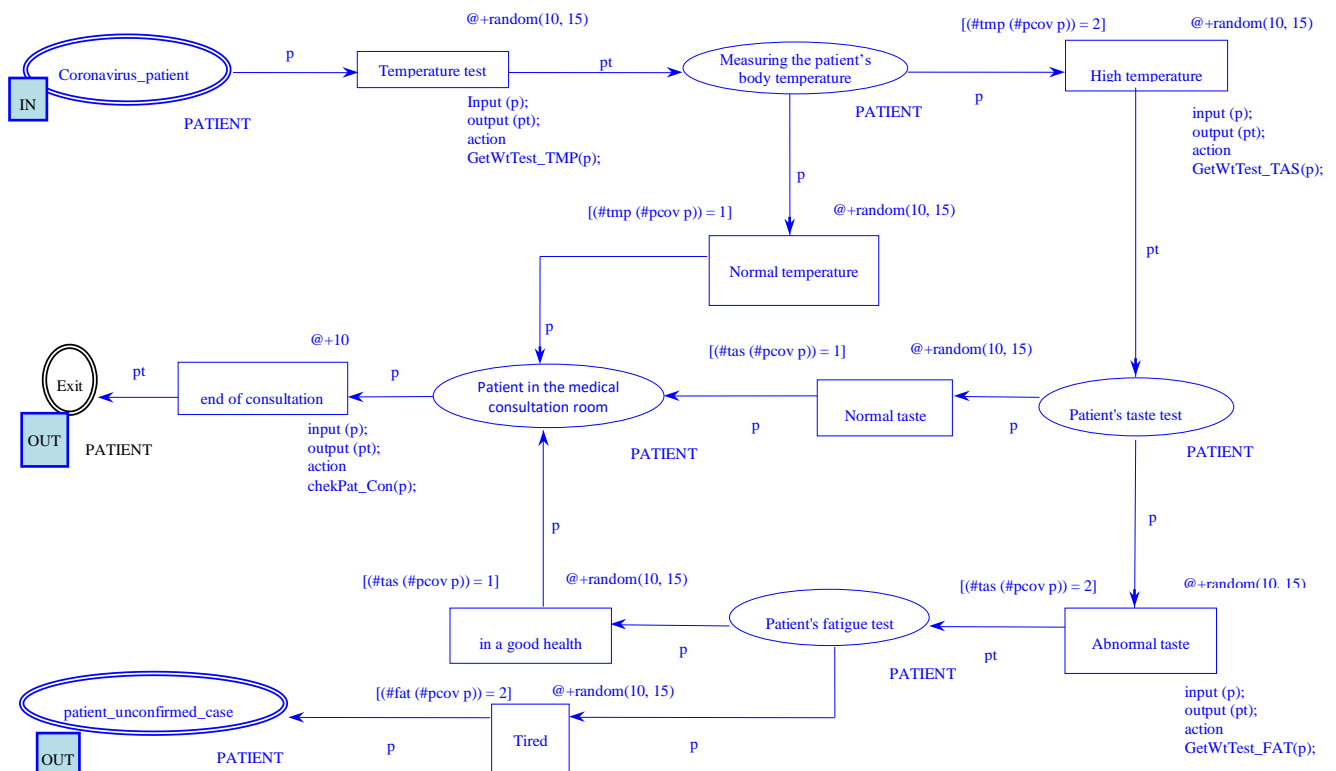 @+random(10, 15)
[(#tmp (#pcov p)) = 2]
@+random(10, 15)
p
Coronavirus_patient
IN
PATIENT
Temperature test
pt
Input (p);
output (pt);
action
GetWtTest_TMP(p);
Measuring the patient's
body temperature
PATIENT
p
High temperature
input (p);
output (pt);
action
GetWtTest_TAS(p);
p
[(#tmp (#pcov p)) = 1]
@+random(10, 15)
Normal temperature
pt
p
@+10
[(#tas (#pcov p)) = 1]
@+random(10, 15)
Exit
OUT
PATIENT
pt
end of consultation
input (p);
output (pt);
action
chekPat_Con(p);
p
Patient in the medical
consultation room
PATIENT
p
Normal taste
p
Patient's taste test
PATIENT
p
p
[(#tas (#pcov p)) = 1]
@+random(10, 15)
[(#tas (#pcov p)) = 2]
@+random(10, 15)
in a good health
p
Patient's fatigue test
PATIENT
pt
Abnormal taste
input (p);
output (pt);
action
GetWtTest_FAT(p);
patient_unconfirmed_case
OUT
PATIENT
[(#fat (#pcov p)) = 2]
@+random(10, 15)
p
Tired
p